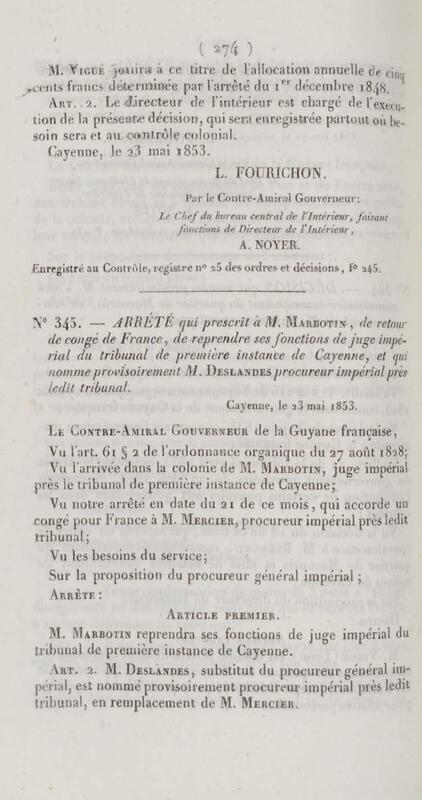 ( 274 )
M. VIGUÉ jouira à ce titre de l'allocation annuelle de cinq
cents francs déterminée par l'arrêté du 1er décembre 1848.
ART. 2. Le directeur de l'intérieur est chargé de l'exécu-
tion de la présente décision, qui sera enregistrée partout où be-
soin sera et au contrôle colonial.
Cayenne, le 23 mai 1853.
L. FOURICHON.
Par le Contre-Amiral Gouverneur:
Le Chef du bureau central de l'Intérieur, faisant
fonctions de Directeur de l'Intérieur,
A. NOYER.
Enregistré au Contrôle, registre n° 25 des ordres et décisions, f° 245.
N° 345. — ARRÊTÉ qui prescrit à M. MARBOTIN, de retour
de congé de France, de reprendre ses fonctions de juge impé-
rial du tribunal de première instance de Cayenne, et qui
nomme provisoirement M. DESLANDES procureur impérial près
ledit tribunal.
Cayenne, le 23 mai 1853.
LE CONTRE-AMIRAL GOUVERNEUR de la Guyane française,
Vu l'art. 61 § 2 de l'ordonnance organique du 27 août 1828;
Vu l'arrivée dans la colonie de M. MARBOTIN, juge impérial
près le tribunal de première instance de Cayenne;
Vu notre arrêté en date du 21 de ce mois, qui accorde un
congé pour France à M. MERCIER, procureur impérial près ledit
tribunal;
Vu les besoins du service;
Sur la proposition du procureur général impérial;
ARRÊTE:
ARTICLE PREMIER.
M. MARBOTIN reprendra ses fonctions de juge impérial du
tribunal de première instance de Cayenne.
ART. 2. M. DESLANDES, substitut du procureur général im-
périal, est nommé provisoirement procureur impérial près ledit
tribunal, en remplacement de M. MERCIER.